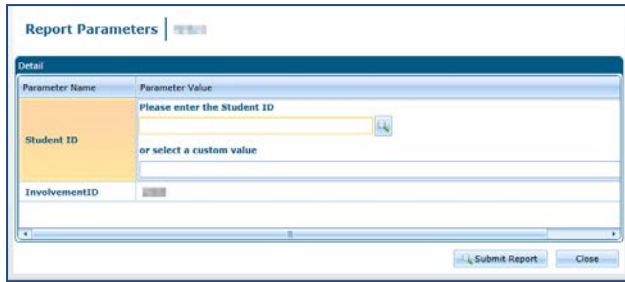 Report Parameters
Detail
Parameter Name Parameter Value
Please enter the Student ID
Student ID
or select a custom value
InvolvementID
Submit Report Close